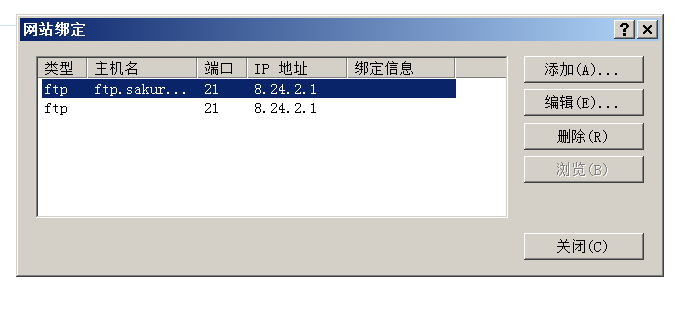 网站绑定
类型 主机名 端口 IP 地址 绑定信息
ftp ftp.sakur... 21 8.24.2.1
ftp 21 8.24.2.1
添加(A)...
编辑(E)...
删除(R)
浏览(B)
关闭(C)